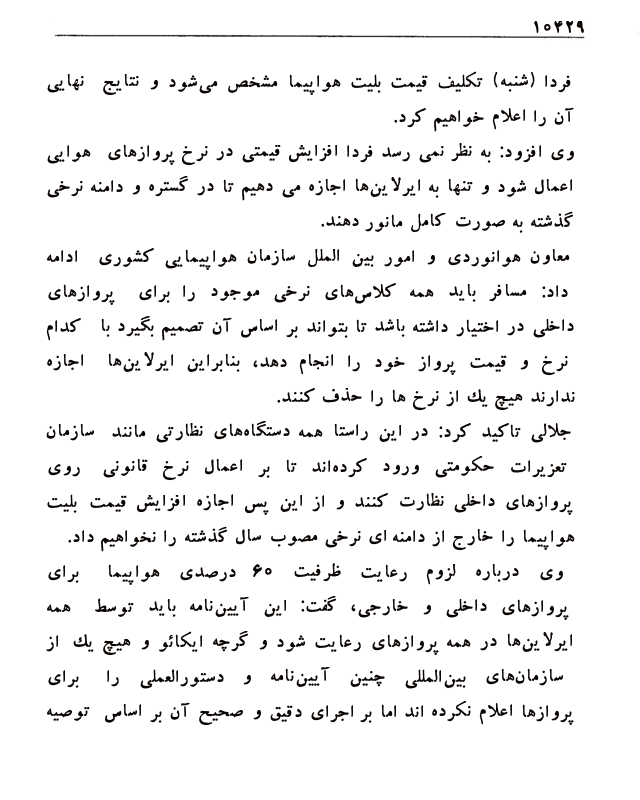 ۱۰۴۲۹
فردا (شنبه) تکلیف قیمت بلیت هواپیما مشخص می‌شود و نتایج نهایی
آن را اعلام خواهیم کرد.
وی افزود: به نظر نمی رسد فردا افزایش قیمتی در نرخ پروازهای هوایی
اعمال شود و تنها به ایرلاین‌ها اجازه می دهیم تا در گستره و دامنه نرخی
گذشته به صورت کامل مانور دهند.
معاون هوانوردی و امور بین الملل سازمان هواپیمایی کشوری ادامه
داد: مسافر باید همه کلاس‌های نرخی موجود را برای پروازهای
داخلی در اختیار داشته باشد تا بتواند بر اساس آن تصمیم بگیرد با کدام
نرخ و قیمت پرواز خود را انجام دهد، بنابراین ایرلاین‌ها اجازه
ندارند هیچ یك از نرخ ها را حذف کنند.
جلالی تاکید کرد: در این راستا همه دستگاه‌های نظارتی مانند سازمان
تعزیرات حکومتی ورود کرده‌اند تا بر اعمال نرخ قانونی روی
پروازهای داخلی نظارت کنند و از این پس اجازه افزایش قیمت بلیت
هواپیما را خارج از دامنه ای نرخی مصوب سال گذشته را نخواهیم داد.
وی درباره لزوم رعایت ظرفیت ۶۰ درصدی هواپیما برای
پروازهای داخلی و خارجی، گفت: این آیین‌نامه باید توسط همه
ایرلاین‌ها در همه پروازهای رعایت شود و گرچه ایکائو و هیچ یك از
سازمان‌های بین‌المللی چنین آیین‌نامه و دستورالعملی را برای
پروازها اعلام نکرده اند اما بر اجرای دقیق و صحیح آن بر اساس توصیه